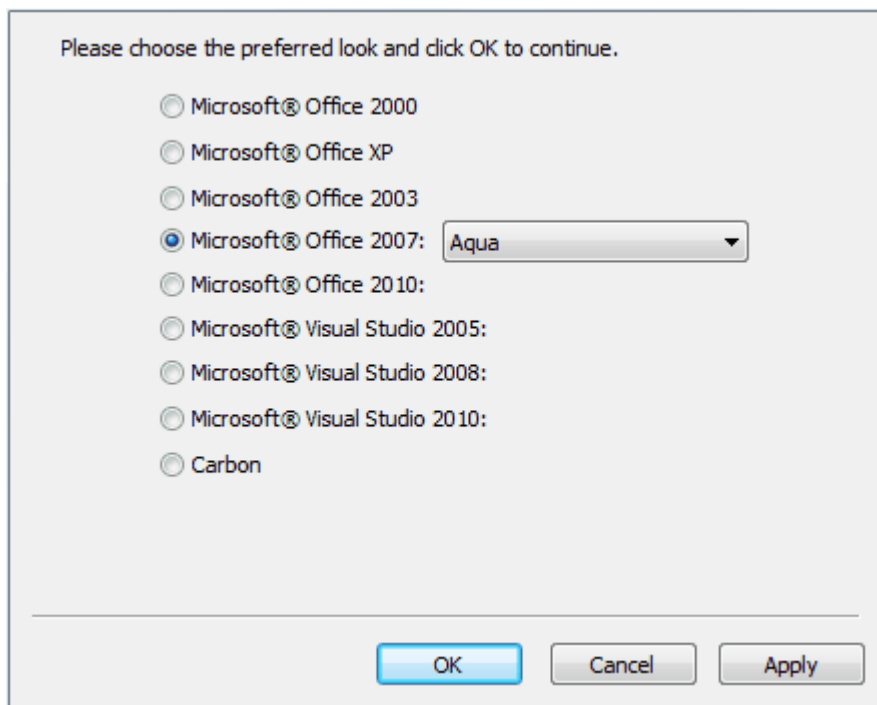 Please choose the preferred look and click OK to continue.
Microsoft® Office 2000
Microsoft® Office XP
Microsoft® Office 2003
Microsoft® Office 2007: Aqua
Microsoft® Office 2010:
Microsoft® Visual Studio 2005:
Microsoft® Visual Studio 2008:
Microsoft® Visual Studio 2010:
Carbon
OK Cancel Apply